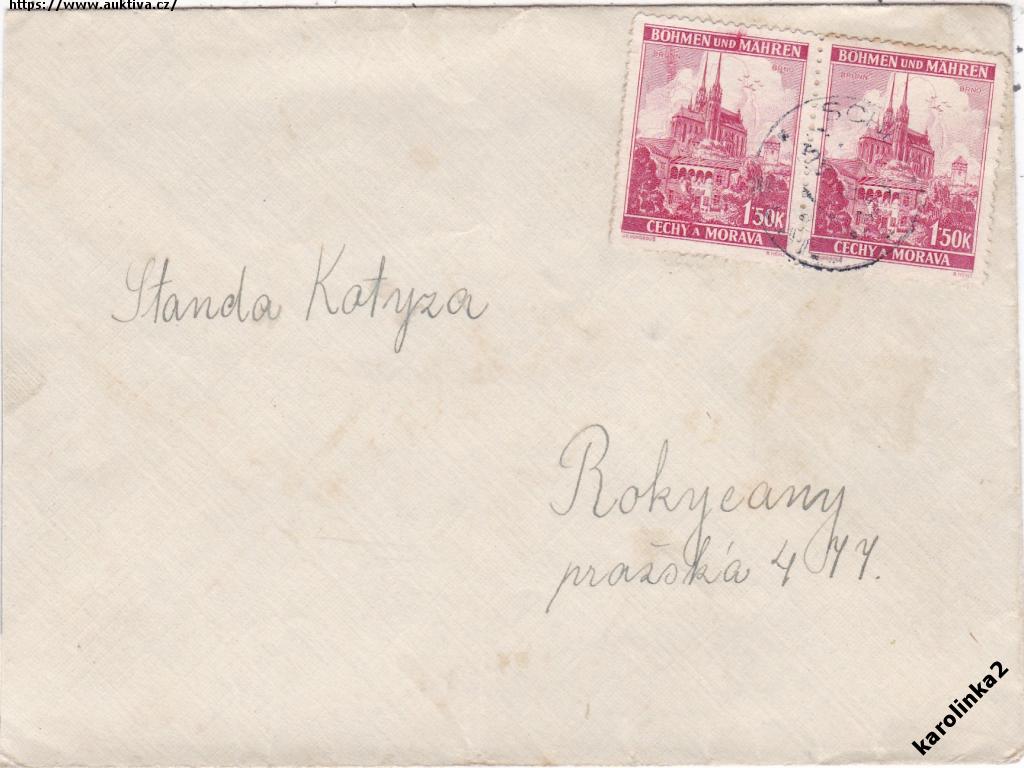 https://www.auktiva.cz/
BÖHMEN UND MÄHREN
BRÜNN BRNO
1·50K
ČECHY A MORAVA
BÖHMEN UND MÄHREN
BRÜNN BRNO
1·50K
ČECHY A MORAVA
Standa Kotyza
Rokycany
pražská 477.
karolinka2